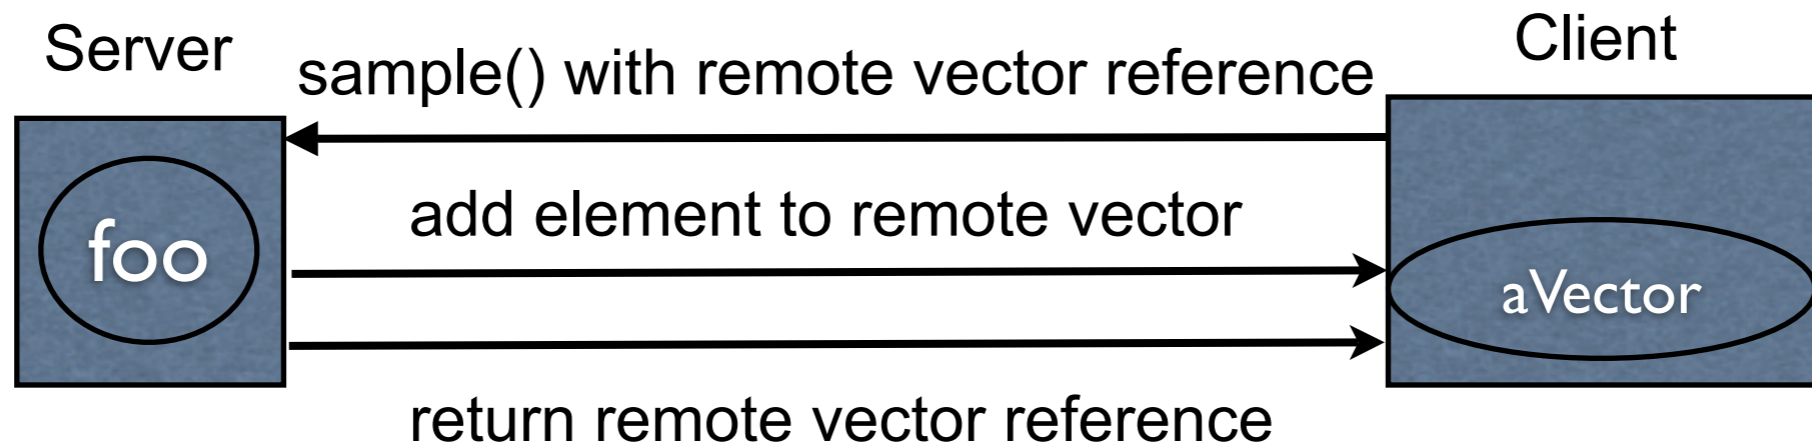 Server
Client
sample() with remote vector reference
foo
add element to remote vector
aVector
return remote vector reference